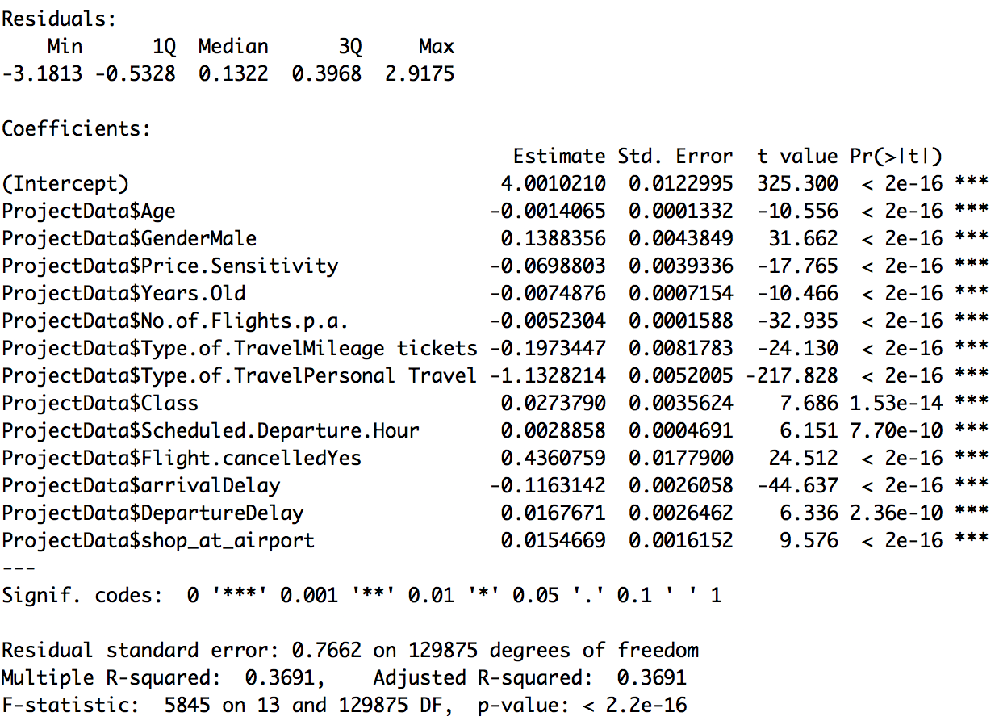 Residuals:
    Min      1Q  Median      3Q     Max
-3.1813 -0.5328  0.1322  0.3968  2.9175
Coefficients:
                                          Estimate Std. Error  t value Pr(>|t|)
(Intercept)                              4.0010210  0.0122995  325.300  < 2e-16 ***
ProjectData$Age                         -0.0014065  0.0001332  -10.556  < 2e-16 ***
ProjectData$GenderMale                   0.1388356  0.0043849   31.662  < 2e-16 ***
ProjectData$Price.Sensitivity           -0.0698803  0.0039336  -17.765  < 2e-16 ***
ProjectData$Years.Old                   -0.0074876  0.0007154  -10.466  < 2e-16 ***
ProjectData$No.of.Flights.p.a.          -0.0052304  0.0001588  -32.935  < 2e-16 ***
ProjectData$Type.of.TravelMileage tickets -0.1973447  0.0081783  -24.130  < 2e-16 ***
ProjectData$Type.of.TravelPersonal Travel -1.1328214  0.0052005 -217.828  < 2e-16 ***
ProjectData$Class                        0.0273790  0.0035624    7.686 1.53e-14 ***
ProjectData$Scheduled.Departure.Hour     0.0028858  0.0004691    6.151 7.70e-10 ***
ProjectData$Flight.cancelledYes          0.4360759  0.0177900   24.512  < 2e-16 ***
ProjectData$arrivalDelay                -0.1163142  0.0026058  -44.637  < 2e-16 ***
ProjectData$DepartureDelay               0.0167671  0.0026462    6.336 2.36e-10 ***
ProjectData$shop_at_airport              0.0154669  0.0016152    9.576  < 2e-16 ***
---
Signif. codes:  0 '***' 0.001 '**' 0.01 '*' 0.05 '.' 0.1 ' ' 1
Residual standard error: 0.7662 on 129875 degrees of freedom
Multiple R-squared:  0.3691,	Adjusted R-squared:  0.3691
F-statistic:  5845 on 13 and 129875 DF,  p-value: < 2.2e-16